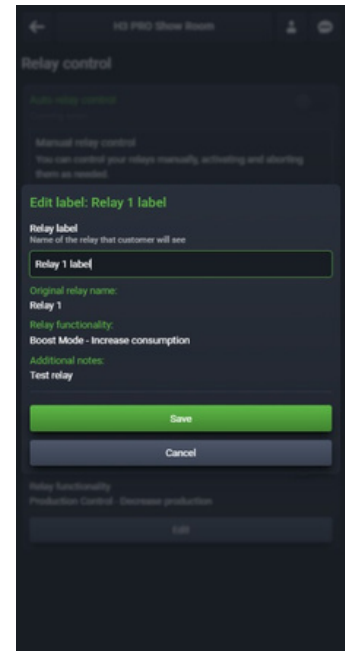 H3 PRO Show Room
Relay control
Auto relay control
Manual relay control
You can control your relays manually, activating and aborting
them as needed.
Edit label: Relay 1 label
Relay label
Name of the relay that customer will see
Relay 1 label
Original relay name:
Relay 1
Relay functionality:
Boost Mode - Increase consumption
Additional notes:
Test relay
Save
Cancel
Relay functionality
Production Control - Decrease production
Edit